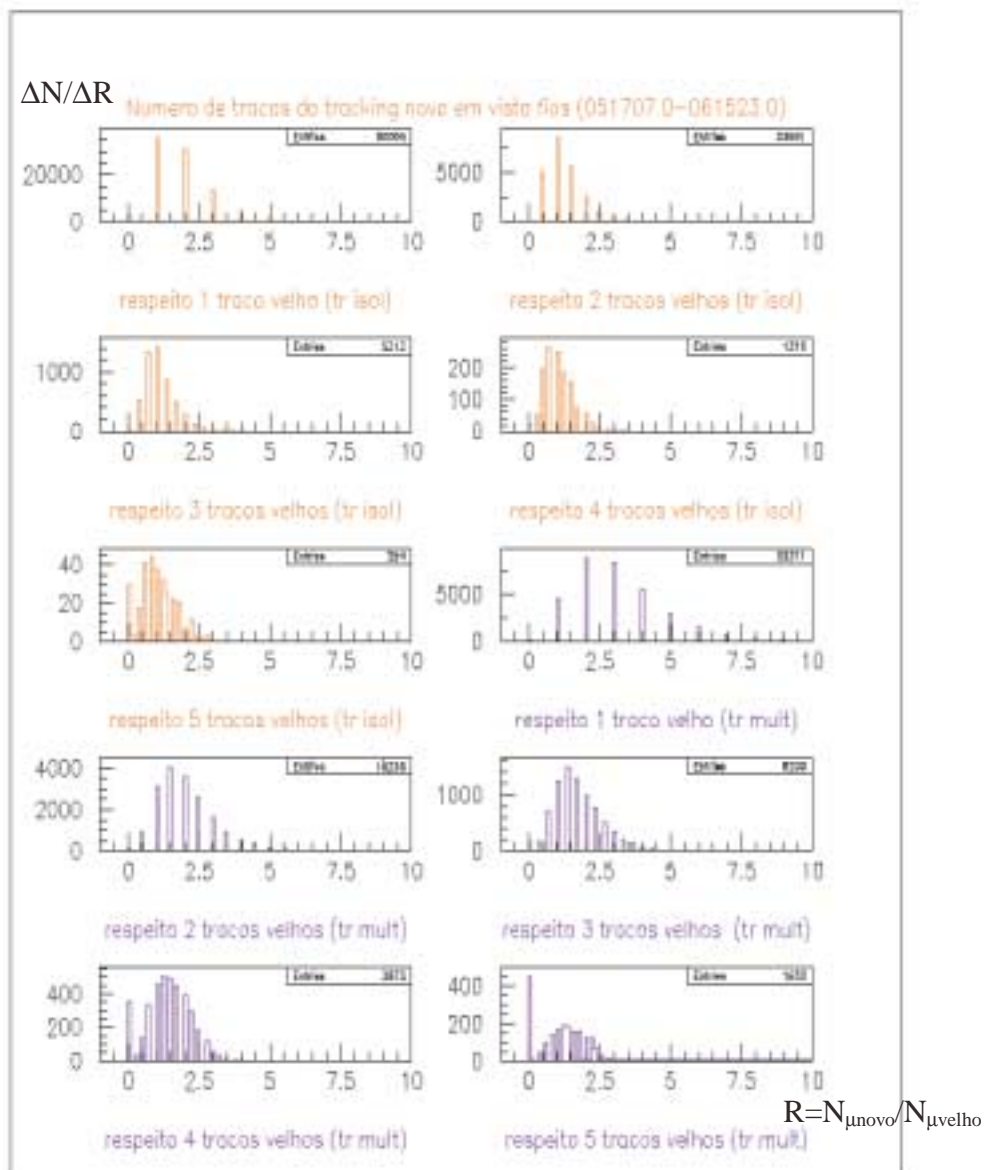 ΔN/ΔR
Numero de tracos do tracking novo em vista fios (051707.0-061523.0)
Entries
Entries
20000
0
5000
0
0 2.5 5 7.5 10
0 2.5 5 7.5 10
respeito 1 traco velho (tr isol)
respeito 2 tracos velhos (tr isol)
Entries
Entries
1000
0
200
100
0
0 2.5 5 7.5 10
0 2.5 5 7.5 10
respeito 3 tracos velhos (tr isol)
respeito 4 tracos velhos (tr isol)
Entries
Entries
40
20
0
5000
0
0 2.5 5 7.5 10
0 2.5 5 7.5 10
respeito 5 tracos velhos (tr isol)
respeito 1 traco velho (tr mult)
Entries
Entries
4000
2000
0
1000
0
0 2.5 5 7.5 10
0 2.5 5 7.5 10
respeito 2 tracos velhos (tr mult)
respeito 3 tracos velhos (tr mult)
Entries
Entries
400
200
0
400
200
0
0 2.5 5 7.5 10
0 2.5 5 7.5 10
R=Nμnovo/Nμvelho
respeito 4 tracos velhos (tr mult)
respeito 5 tracos velhos (tr mult)